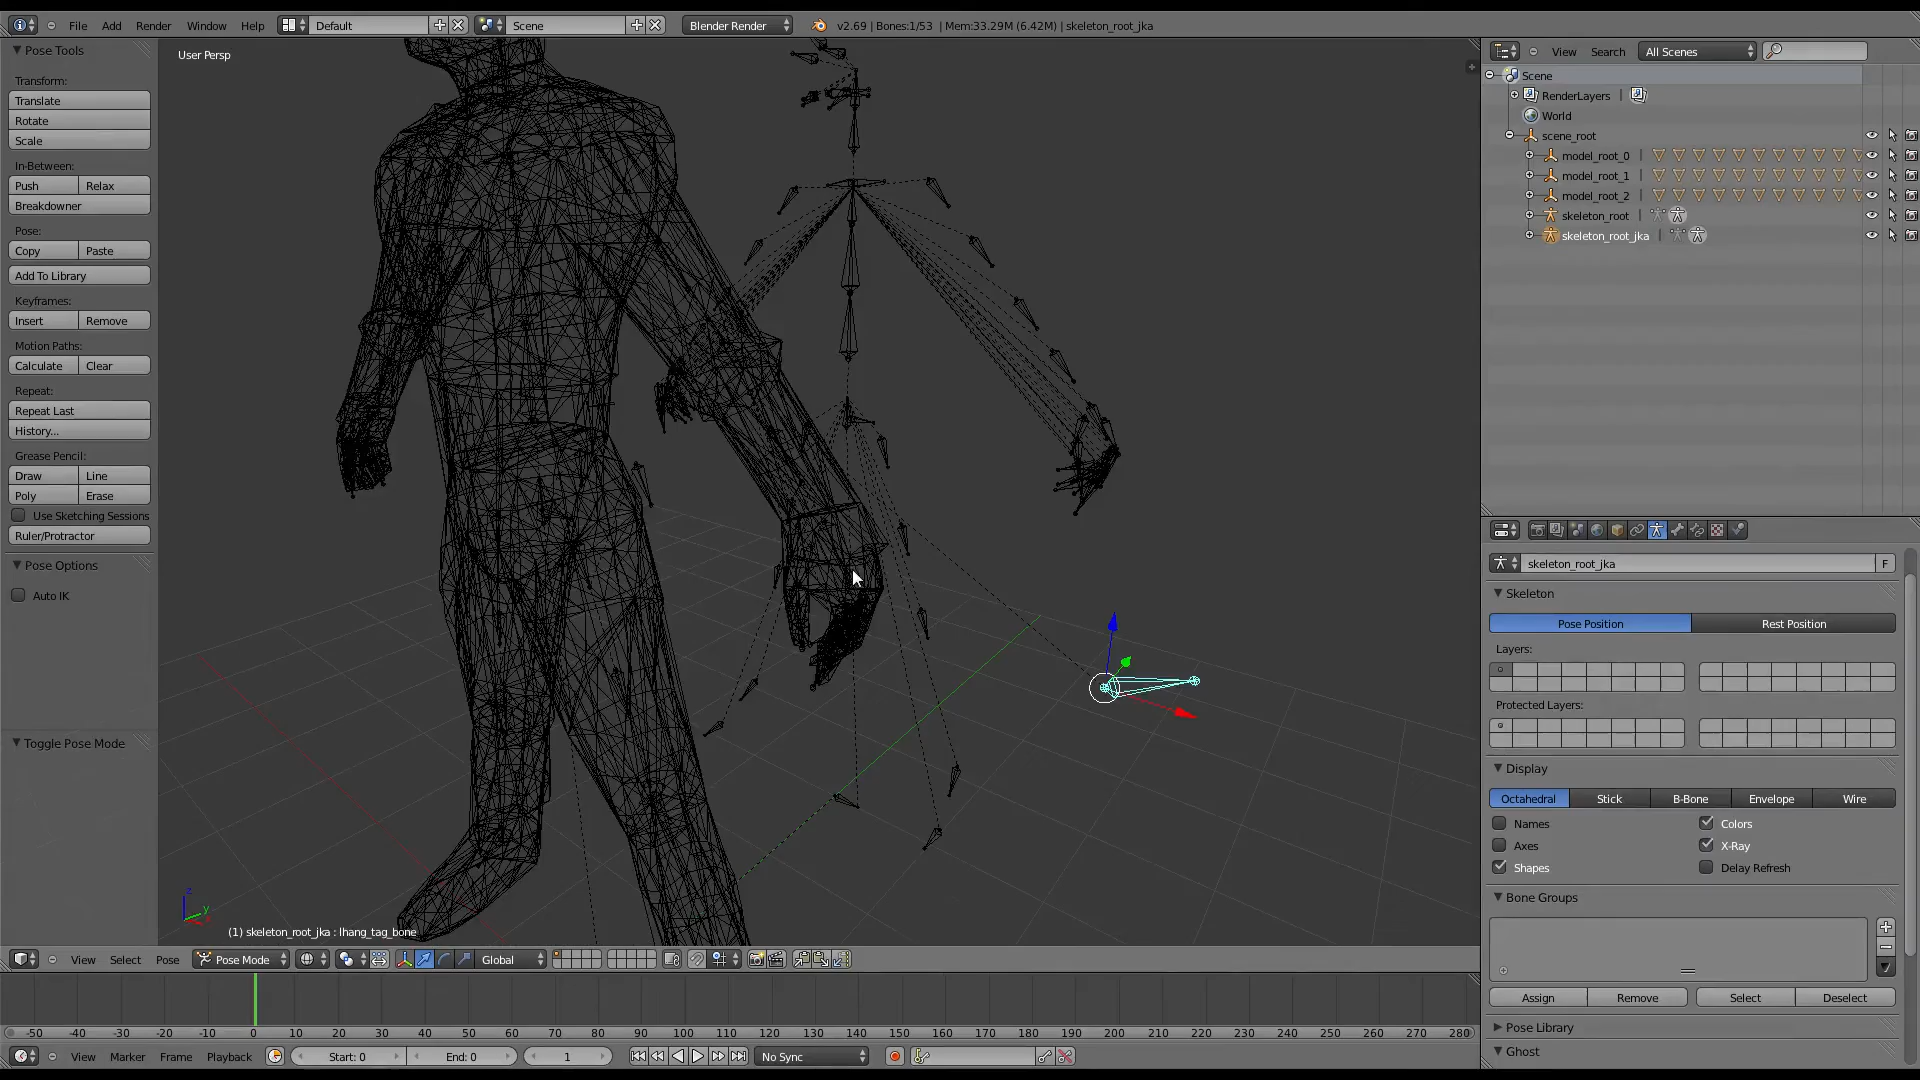 File Add Render Window Help Default Scene Blender Render v2.69 | Bones:1/53 | Mem:33.29M (6.42M) | skeleton_root_jka
Pose Tools
User Persp
Transform:
Translate
Rotate
Scale
In-Between:
Push Relax
Breakdowner
Pose:
Copy Paste
Add To Library
Keyframes:
Insert Remove
Motion Paths:
Calculate Clear
Repeat:
Repeat Last
History...
Grease Pencil:
Draw Line
Poly Erase
Use Sketching Sessions
Ruler/Protractor
Pose Options
Auto IK
Toggle Pose Mode
z
y
(1) skeleton_root_jka : lhang_tag_bone
View Select Pose Pose Mode Global
-50 -40 -30 -20 -10 0 10 20 30 40 50 60 70 80 90 100 110 120 130 140 150 160 170 180 190 200 210 220 230 240 250 260 270 280
View Marker Frame Playback Start: 0 End: 0 1 No Sync
View Search All Scenes
Scene
RenderLayers |
World
scene_root
model_root_0 |
model_root_1 |
model_root_2 |
skeleton_root |
skeleton_root_jka |
skeleton_root_jka F
Skeleton
Pose Position Rest Position
Layers:
Protected Layers:
Display
Octahedral Stick B-Bone Envelope Wire
Names Colors
Axes X-Ray
Shapes Delay Refresh
Bone Groups
Assign Remove Select Deselect
Pose Library
Ghost